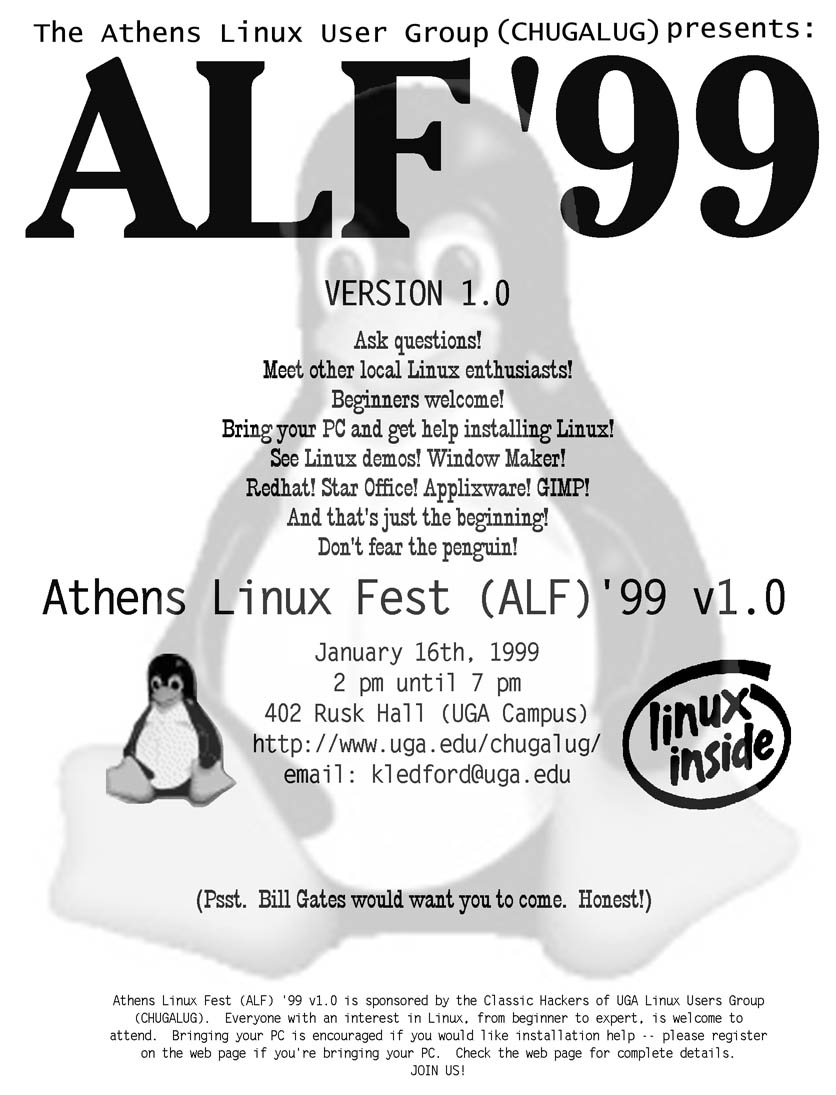 The Athens Linux User Group (CHUGALUG) presents:
ALF '99
VERSION 1.0
Ask questions!
Meet other local Linux enthusiasts!
Beginners welcome!
Bring your PC and get help installing Linux!
See Linux demos! Window Maker!
Redhat! Star Office! Applixware! GIMP!
And that's just the beginning!
Don't fear the penguin!
Athens Linux Fest (ALF)'99 v1.0
January 16th, 1999
2 pm until 7 pm
402 Rusk Hall (UGA Campus)
http://www.uga.edu/chugalug/
email: kledford@uga.edu
linux
inside
(Psst. Bill Gates would want you to come. Honest!)
Athens Linux Fest (ALF) '99 v1.0 is sponsored by the Classic Hackers of UGA Linux Users Group
(CHUGALUG). Everyone with an interest in Linux, from beginner to expert, is welcome to
attend. Bringing your PC is encouraged if you would like installation help -- please register
on the web page if you're bringing your PC. Check the web page for complete details.
JOIN US!